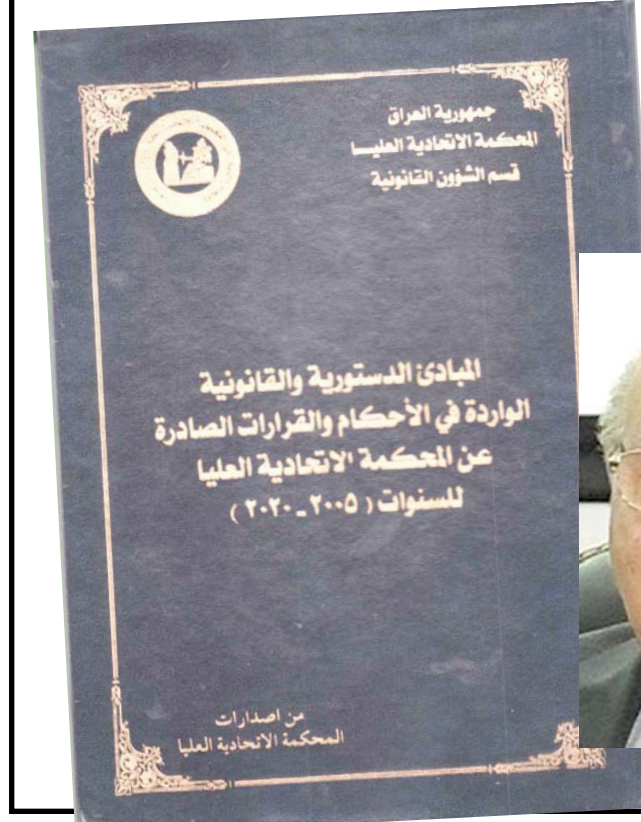 جمهورية العراق
المحكمة الاتحادية العليـــا
قسم الشؤون القانونية
المبادئ الدستورية والقانونية
الواردة في الأحكام والقرارات الصادرة
عن المحكمة الاتحادية العليا
للسنوات ( ٢٠٠٥ ـ ٢٠٢٠ )
من اصدارات
المحكمة الاتحادية العليا